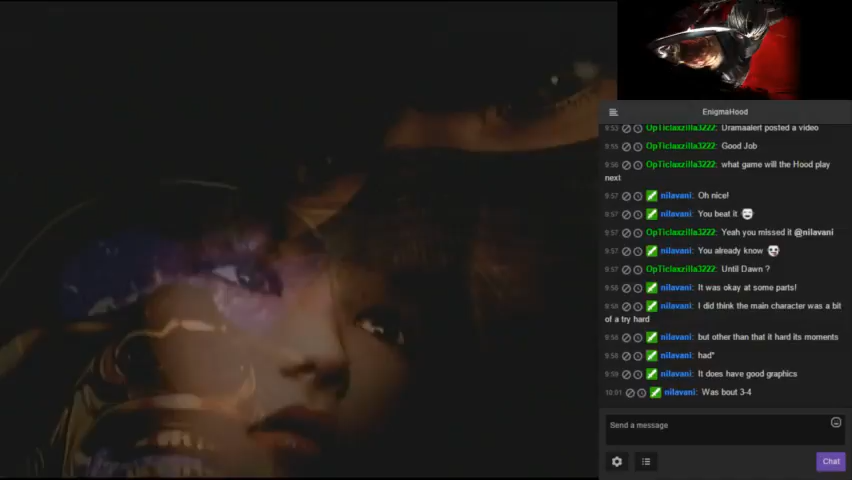 EnigmaHood
9:53 OpTiclaxzilla3222: Dramaalert posted a video
9:55 OpTiclaxzilla3222: Good Job
9:56 OpTiclaxzilla3222: what game will the Hood play
next
9:57 nilavani: Oh nice!
9:57 nilavani: You beat it
9:57 OpTiclaxzilla3222: Yeah you missed it @nilavani
9:57 nilavani: You already know
9:57 OpTiclaxzilla3222: Until Dawn ?
9:58 nilavani: It was okay at some parts!
9:58 nilavani: I did think the main character was a bit
of a try hard
9:58 nilavani: but other than that it hard its moments
9:58 nilavani: had*
9:59 nilavani: It does have good graphics
10:01 nilavani: Was bout 3-4
Send a message
Chat